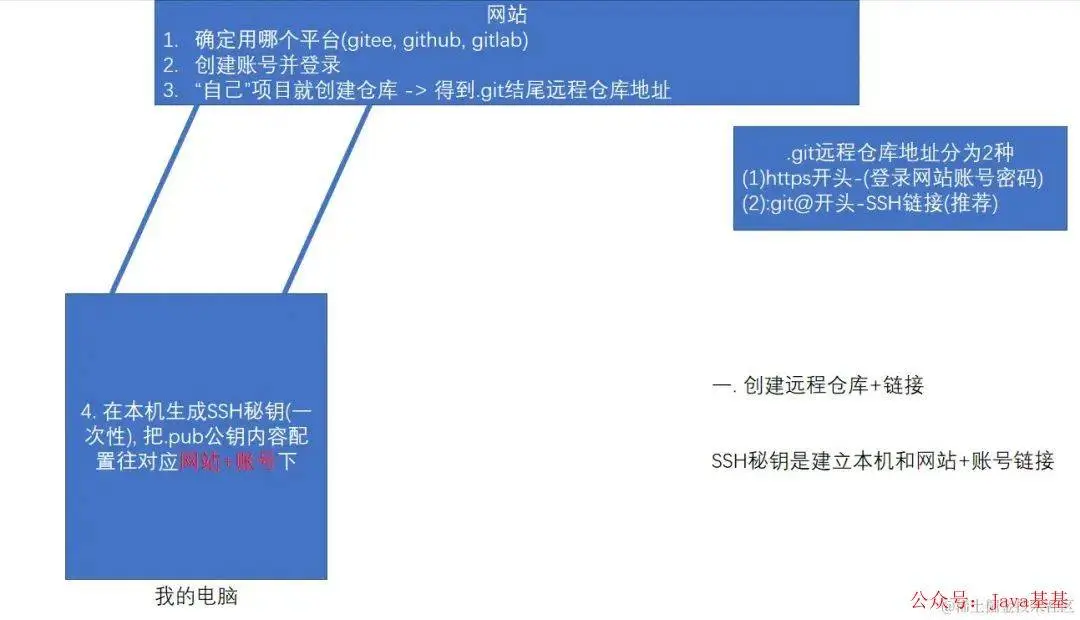 网站
1. 确定用哪个平台(gitee, github, gitlab)
2. 创建账号并登录
3. “自己”项目就创建仓库 -> 得到.git结尾远程仓库地址
.git远程仓库地址分为2种
(1)https开头-(登录网站账号密码)
(2):git@开头-SSH链接(推荐)
4. 在本机生成SSH秘钥(一
次性), 把.pub公钥内容配
置往对应网站+账号下
一. 创建远程仓库+链接
SSH秘钥是建立本机和网站+账号链接
我的电脑
公众号：Java基基